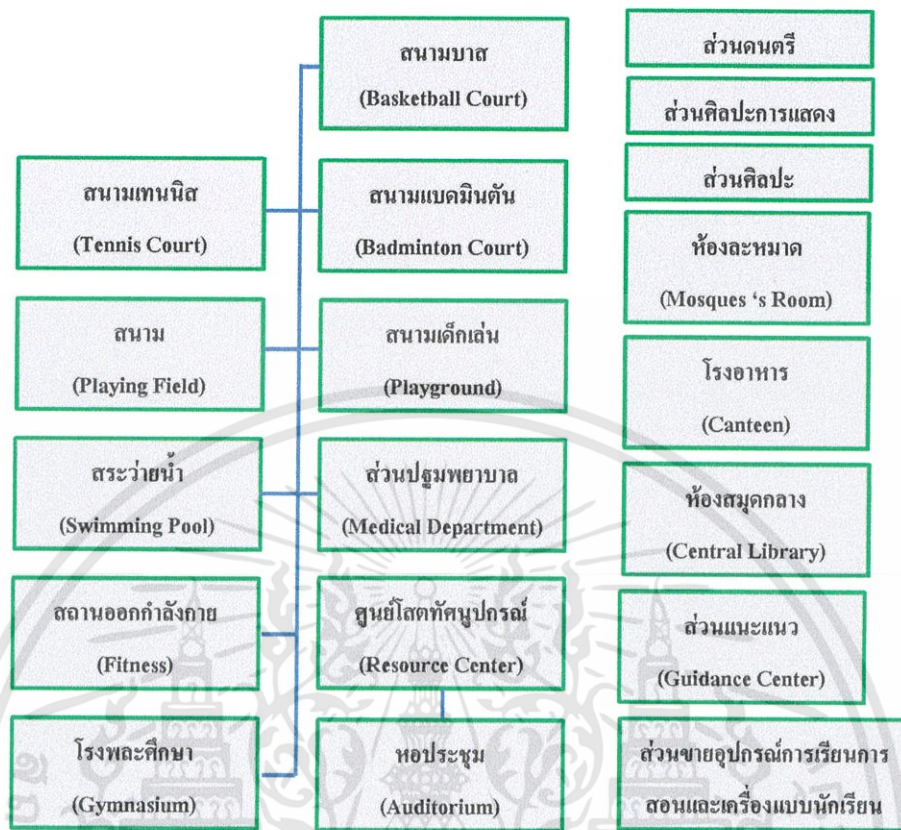 สนามบาส
(Basketball Court)
สนามเทนนิส
(Tennis Court)
สนามแบดมินตัน
(Badminton Court)
สนาม
(Playing Field)
สนามเด็กเล่น
(Playground)
สระว่ายน้ำ
(Swimming Pool)
ส่วนปฐมพยาบาล
(Medical Department)
สถานออกกำลังกาย
(Fitness)
ศูนย์โสตทัศนูปกรณ์
(Resource Center)
โรงพละศึกษา
(Gymnasium)
หอประชุม
(Auditorium)
ส่วนดนตรี
ส่วนศิลปะการแสดง
ส่วนศิลปะ
ห้องละหมาด
(Mosques ‘s Room)
โรงอาหาร
(Canteen)
ห้องสมุดกลาง
(Central Library)
ส่วนแนะแนว
(Guidance Center)
ส่วนขายอุปกรณ์การเรียนการ
สอนและเครื่องแบบนักเรียน